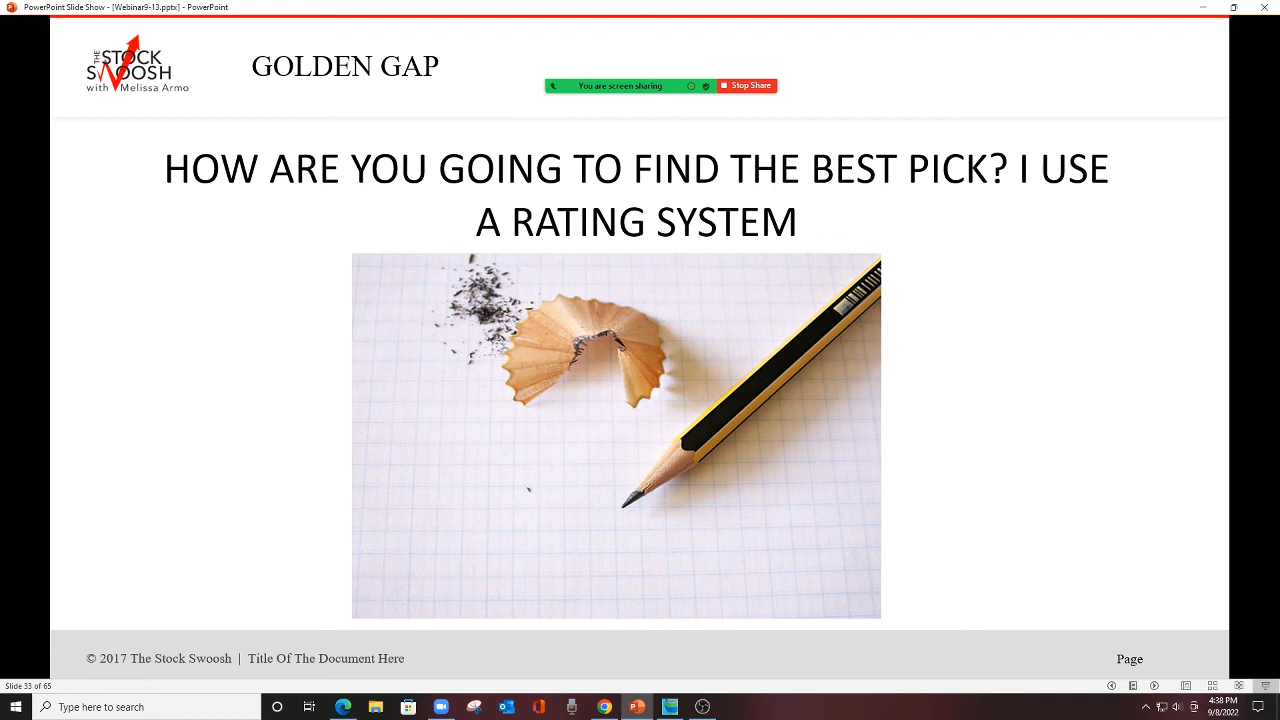 PowerPoint Slide Show - [Webinar9-13.pptx] - PowerPoint
THE
STOCK
SWOOSH
with Melissa Armo
GOLDEN GAP
You are screen sharing
Stop Share
HOW ARE YOU GOING TO FIND THE BEST PICK? I USE
A RATING SYSTEM
© 2017 The Stock Swoosh | Title Of The Document Here
Page
Slide 33 of 65
Type here to search
4:38 PM
9/8/2022